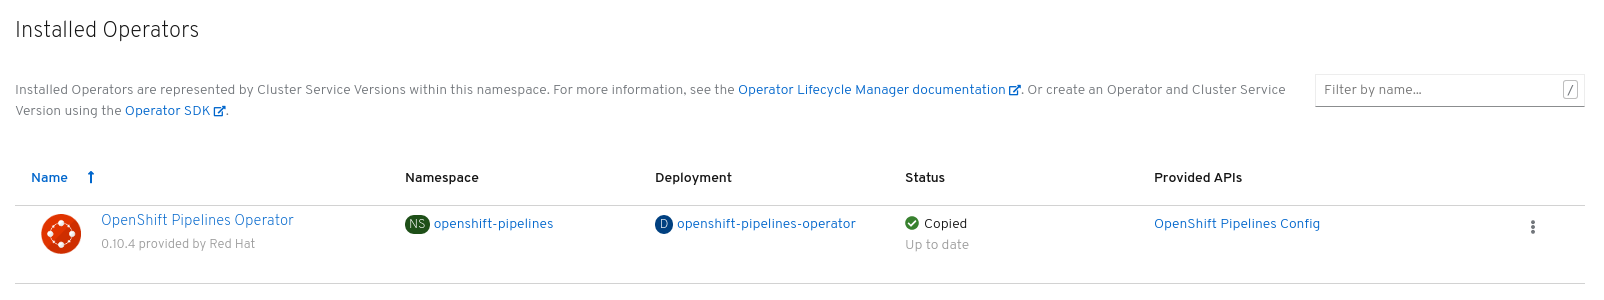 Installed Operators
Installed Operators are represented by Cluster Service Versions within this namespace. For more information, see the Operator Lifecycle Manager documentation. Or create an Operator and Cluster Service
Version using the Operator SDK.
Filter by name...
/
Name
Namespace
Deployment
Status
Provided APIs
OpenShift Pipelines Operator
0.10.4 provided by Red Hat
NS openshift-pipelines
D openshift-pipelines-operator
Copied
Up to date
OpenShift Pipelines Config